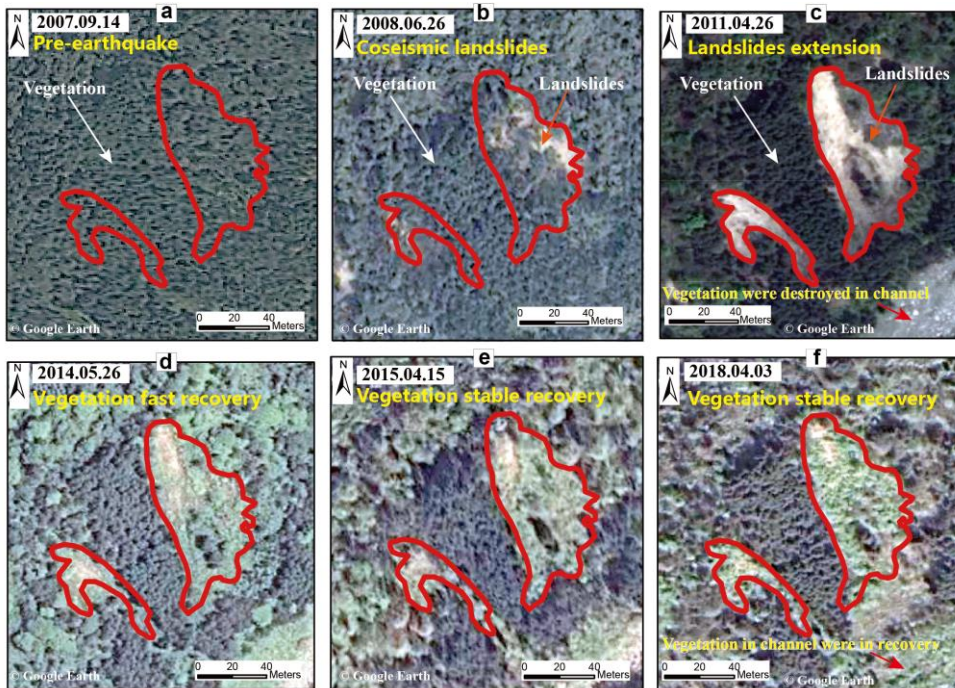 a
2007.09.14
N
Pre-earthquake
Vegetation
0 20 40
Meters
© Google Earth
b
2008.06.26
N
Coseismic landslides
Vegetation
Landslides
0 20 40
Meters
© Google Earth
c
2011.04.26
N
Landslides extension
Vegetation
Landslides
Vegetation were destroyed in channel
0 20 40
Meters
© Google Earth
d
2014.05.26
N
Vegetation fast recovery
0 20 40
Meters
© Google Earth
e
2015.04.15
N
Vegetation stable recovery
0 20 40
Meters
© Google Earth
f
2018.04.03
N
Vegetation stable recovery
Vegetation in channel were in recovery
0 20 40
Meters
© Google Earth